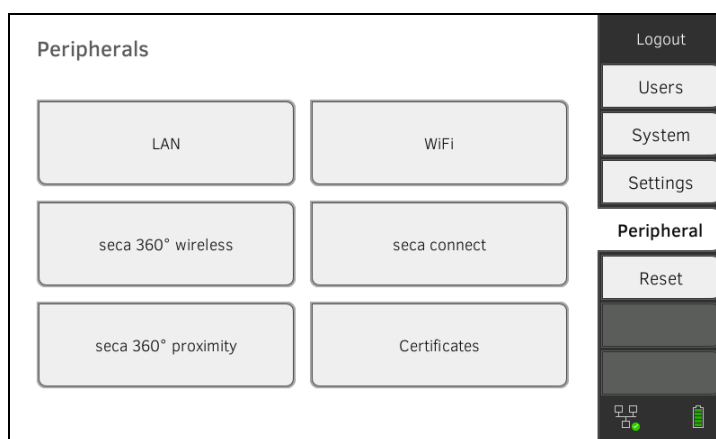 Peripherals
LAN
WiFi
seca 360° wireless
seca connect
seca 360° proximity
Certificates
Logout
Users
System
Settings
Peripheral
Reset